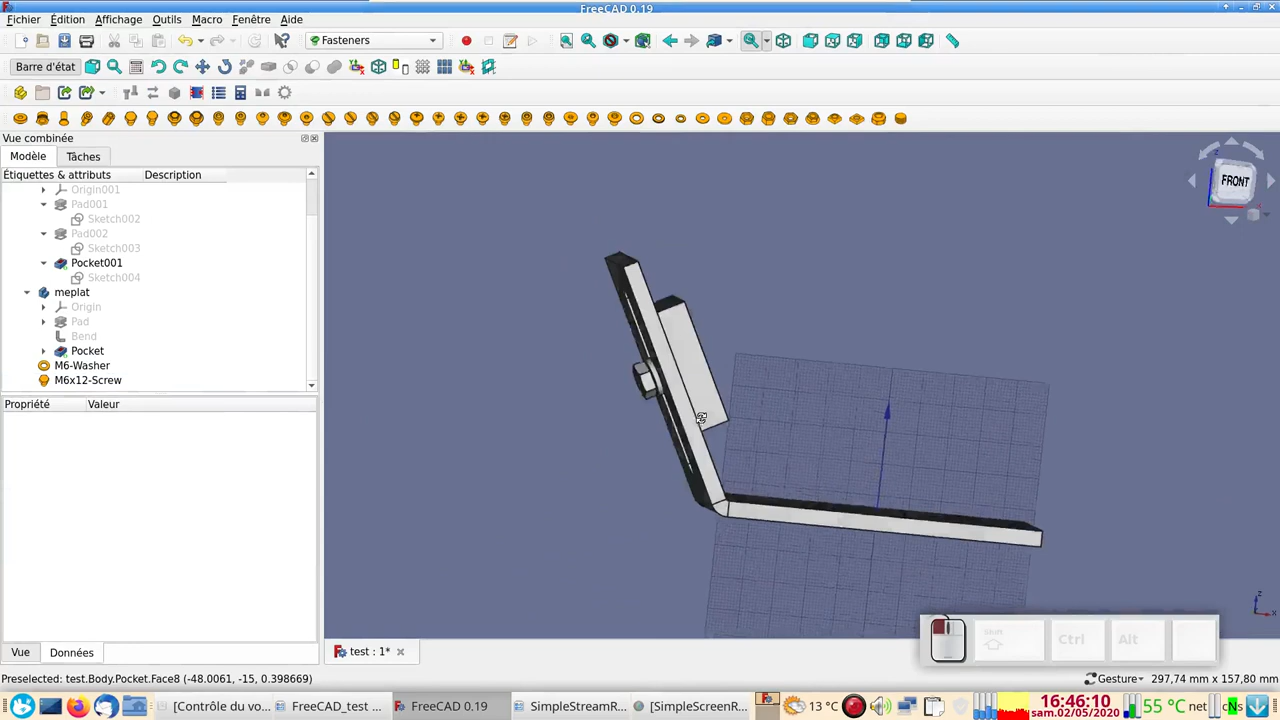 FreeCAD 0.19
Fichier Édition Affichage Outils Macro Fenêtre Aide
Fasteners
Barre d'état
Vue combinée
Modèle Tâches
Étiquettes & attributs Description
Origin001
Pad001
Sketch002
Pad002
Sketch003
Pocket001
Sketch004
meplat
Origin
Pad
Bend
Pocket
M6-Washer
M6x12-Screw
Propriété Valeur
FRONT
Ctrl Alt
Vue Données
test : 1*
Preselected: test.Body.Pocket.Face8 (-48.0061, -15, 0.398669)
Gesture 297,74 mm x 157,80 mm
[Contrôle du vo... FreeCAD_test ... FreeCAD 0.19 SimpleStreamR... [SimpleScreenR...
13 °C 16:46:10 55 °C
sam.02/05/2020